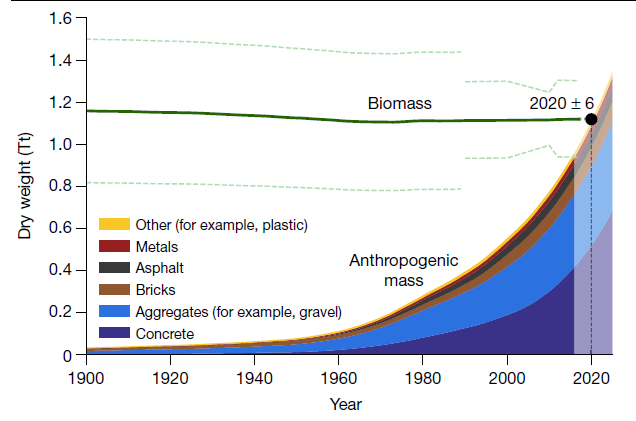 1.6
1.4
1.2
1.0
0.8
0.6
0.4
0.2
0
Dry weight (Tt)
Biomass
2020 ± 6
Anthropogenic
mass
Other (for example, plastic)
Metals
Asphalt
Bricks
Aggregates (for example, gravel)
Concrete
1900
1920
1940
1960
1980
2000
2020
Year